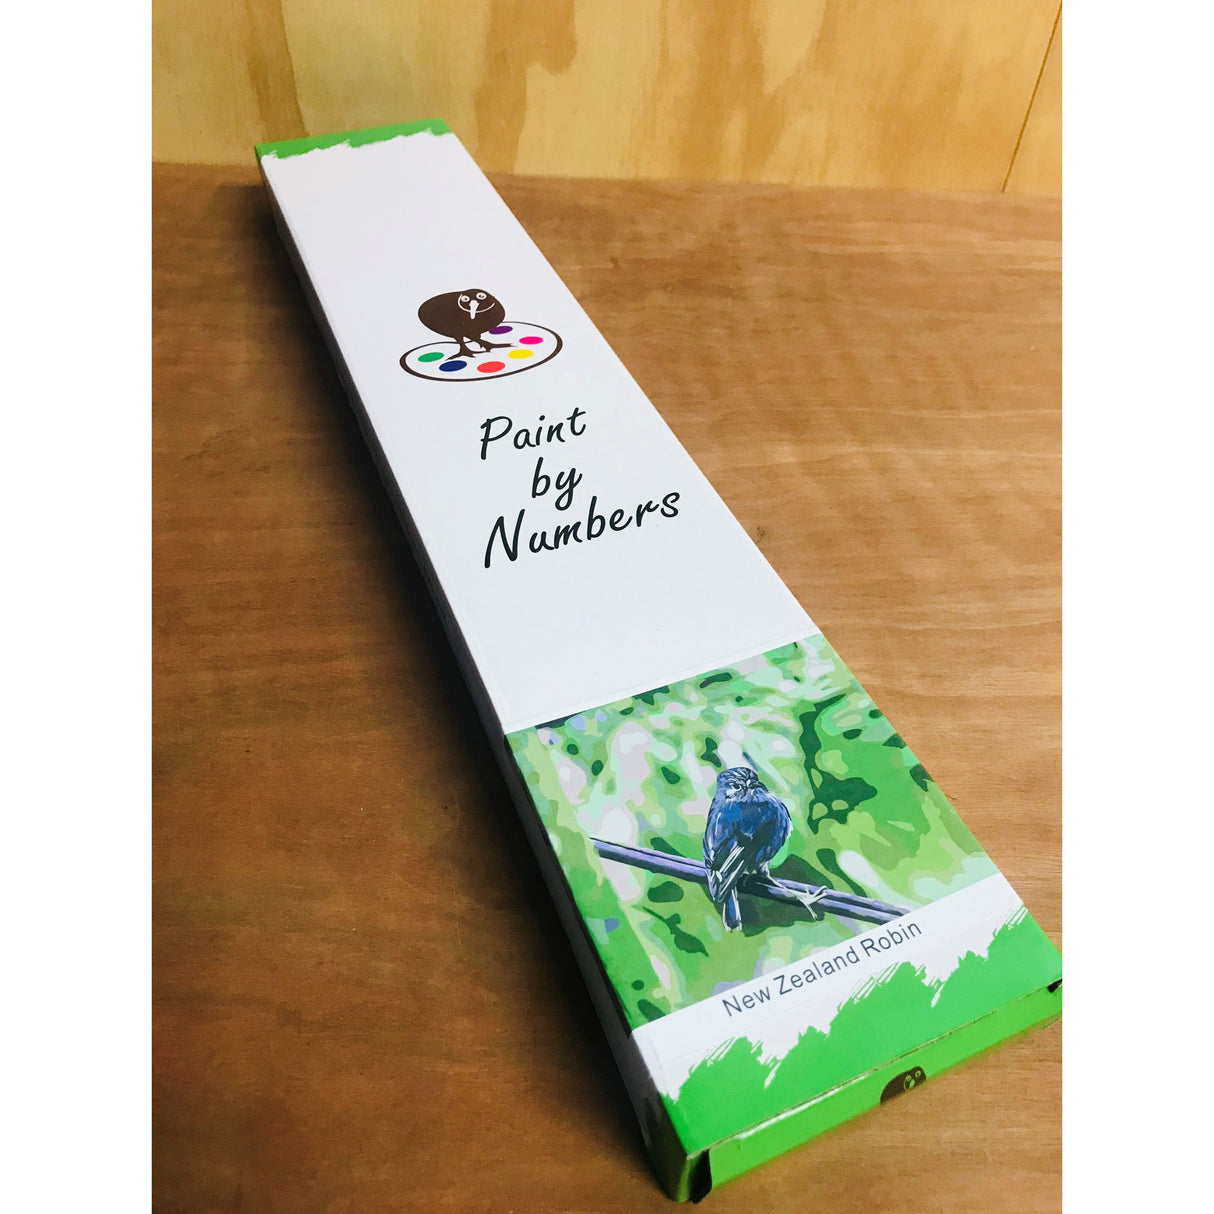 Paint
by
Numbers
New Zealand Robin